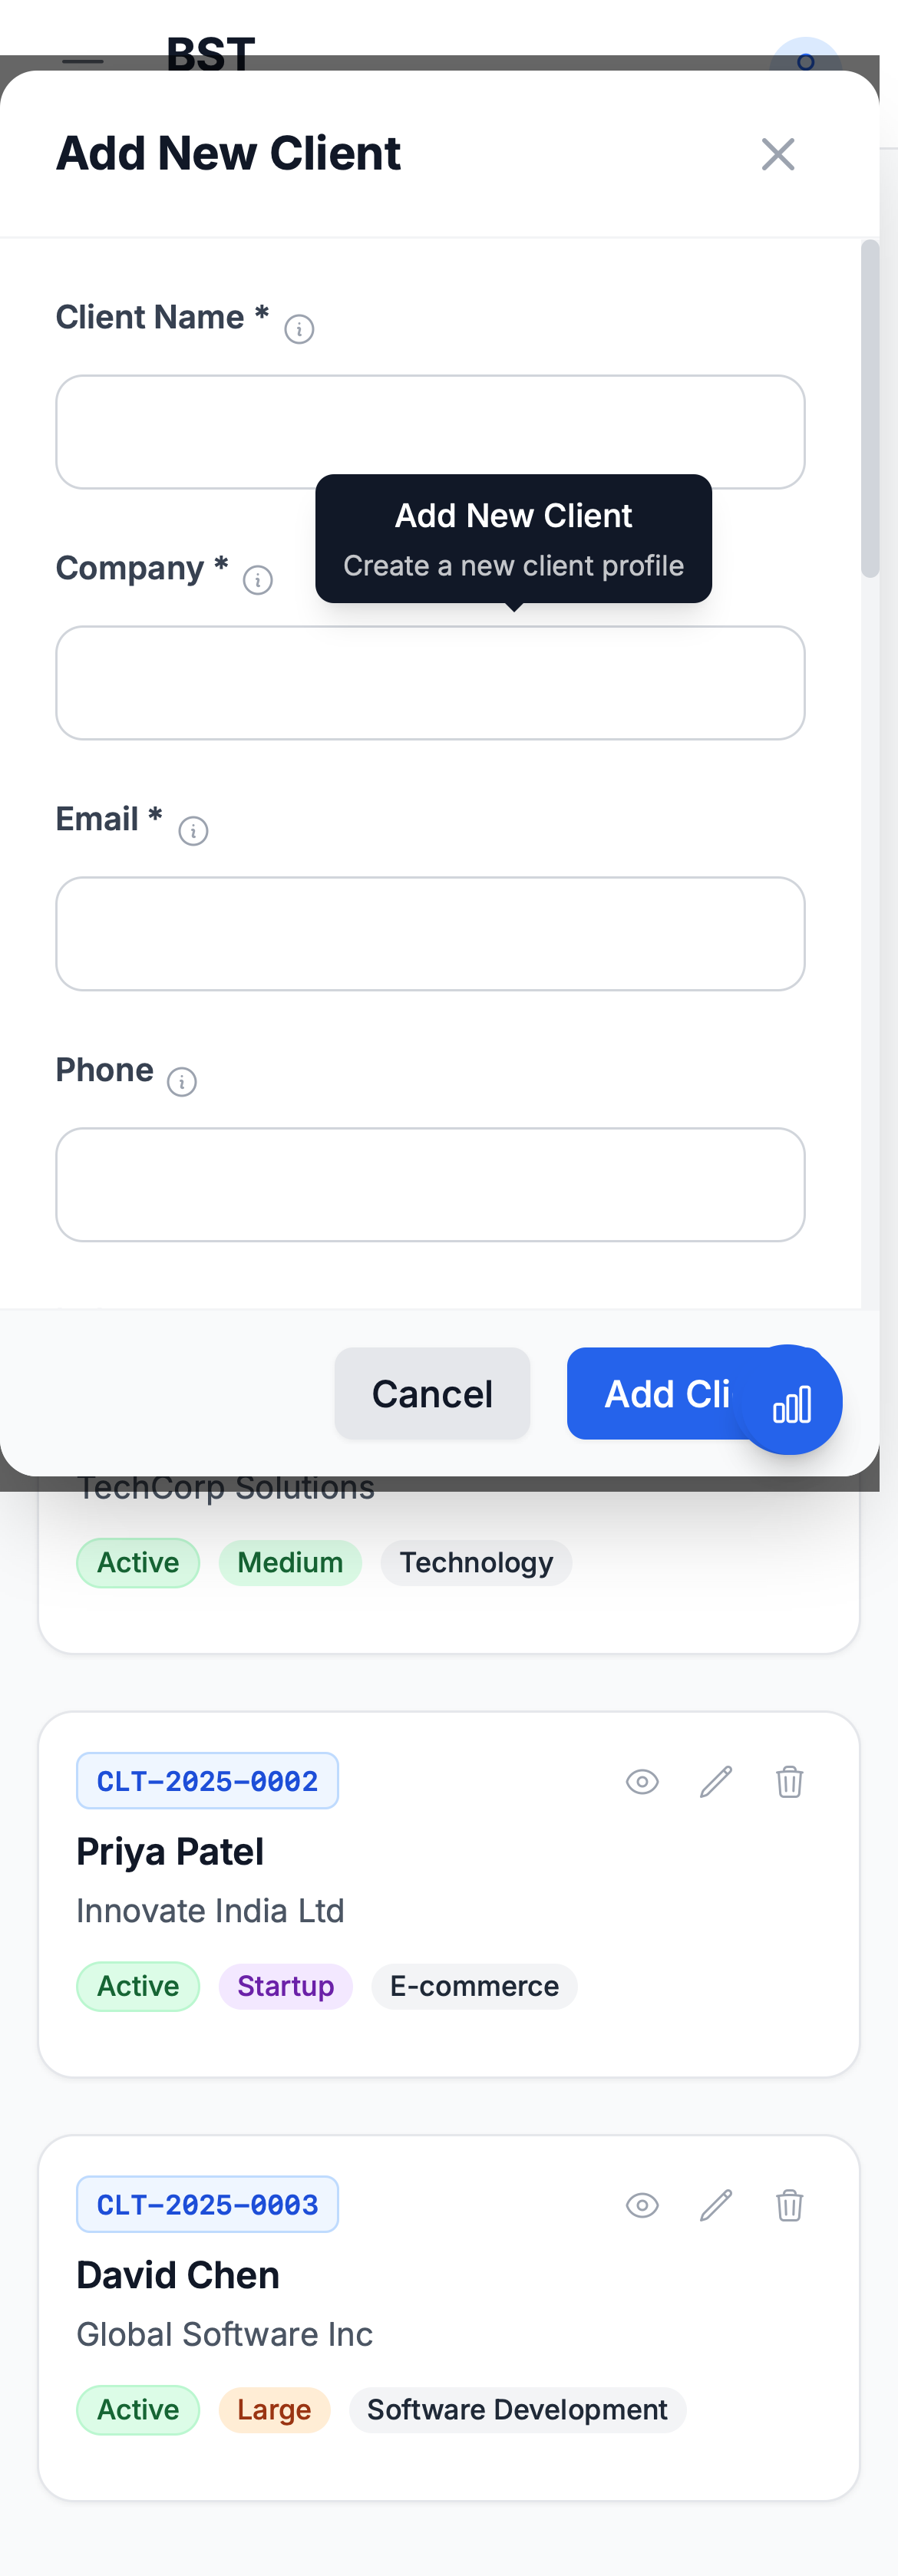 BST
Add New Client
Client Name *
Add New Client
Create a new client profile
Company *
Email *
Phone
Cancel
Add Cli
TechCorp Solutions
Active Medium Technology
CLT-2025-0002
Priya Patel
Innovate India Ltd
Active Startup E-commerce
CLT-2025-0003
David Chen
Global Software Inc
Active Large Software Development